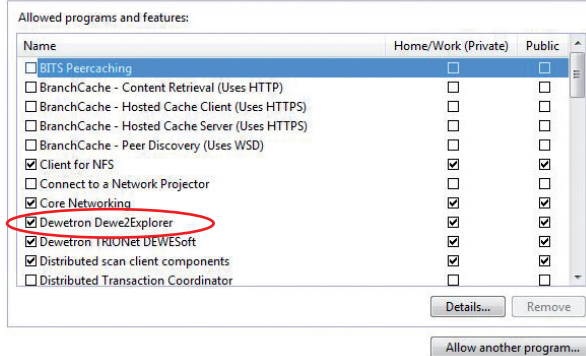 Allowed programs and features:
Name Home/Work (Private) Public
BITS Peercaching
BranchCache - Content Retrieval (Uses HTTP)
BranchCache - Hosted Cache Client (Uses HTTPS)
BranchCache - Hosted Cache Server (Uses HTTPS)
BranchCache - Peer Discovery (Uses WSD)
Client for NFS
Connect to a Network Projector
Core Networking
Dewetron Dewe2Explorer
Dewetron TRIONet DEWESoft
Distributed scan client components
Distributed Transaction Coordinator
Details... Remove
Allow another program...